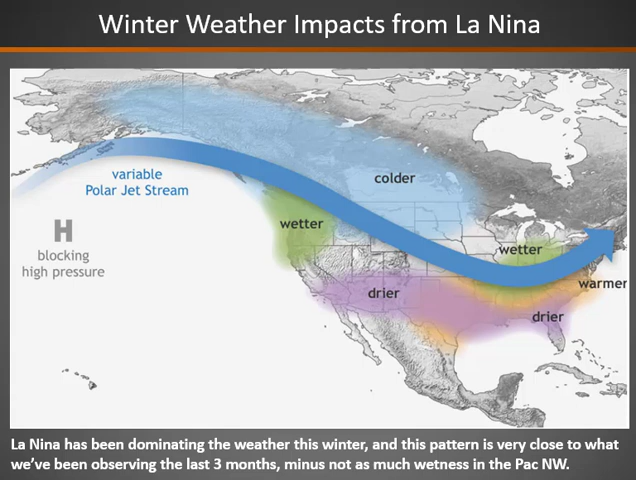 Winter Weather Impacts from La Nina
variable
Polar Jet Stream
colder
H
wetter
blocking
high pressure
wetter
warmer
drier
drier
La Nina has been dominating the weather this winter, and this pattern is very close to what
we've been observing the last 3 months, minus not as much wetness in the Pac NW.